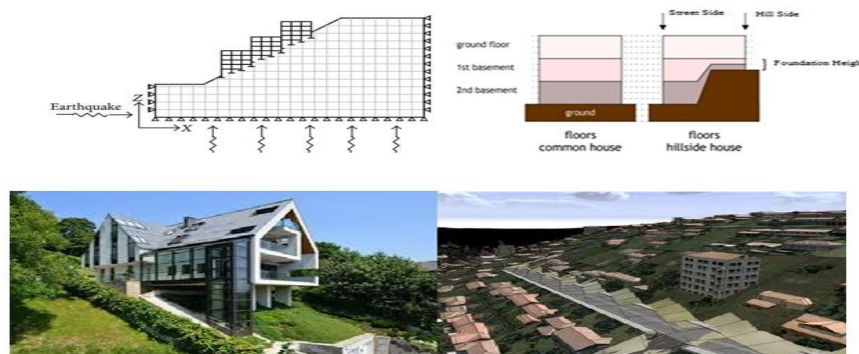 Earthquake
Z
X
Street Side
Hill Side
ground floor
1st basement
2nd basement
ground
Foundation Heigh
floors
common house
floors
hillside house